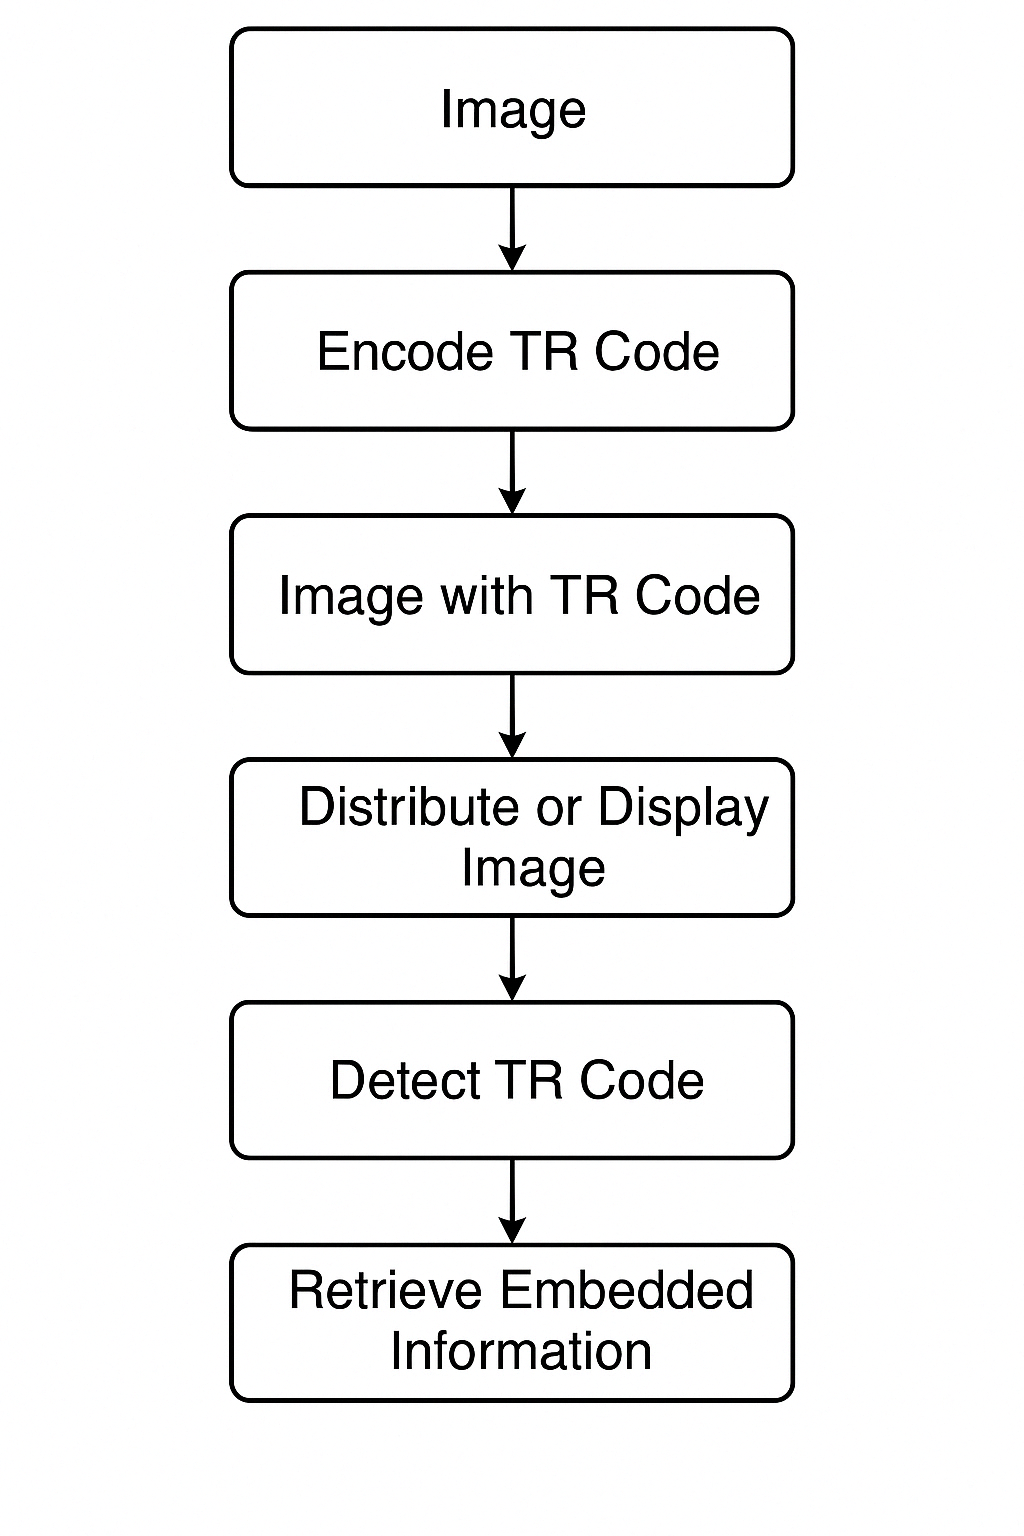 Image
Encode TR Code
Image with TR Code
Distribute or Display
Image
Detect TR Code
Retrieve Embedded
Information